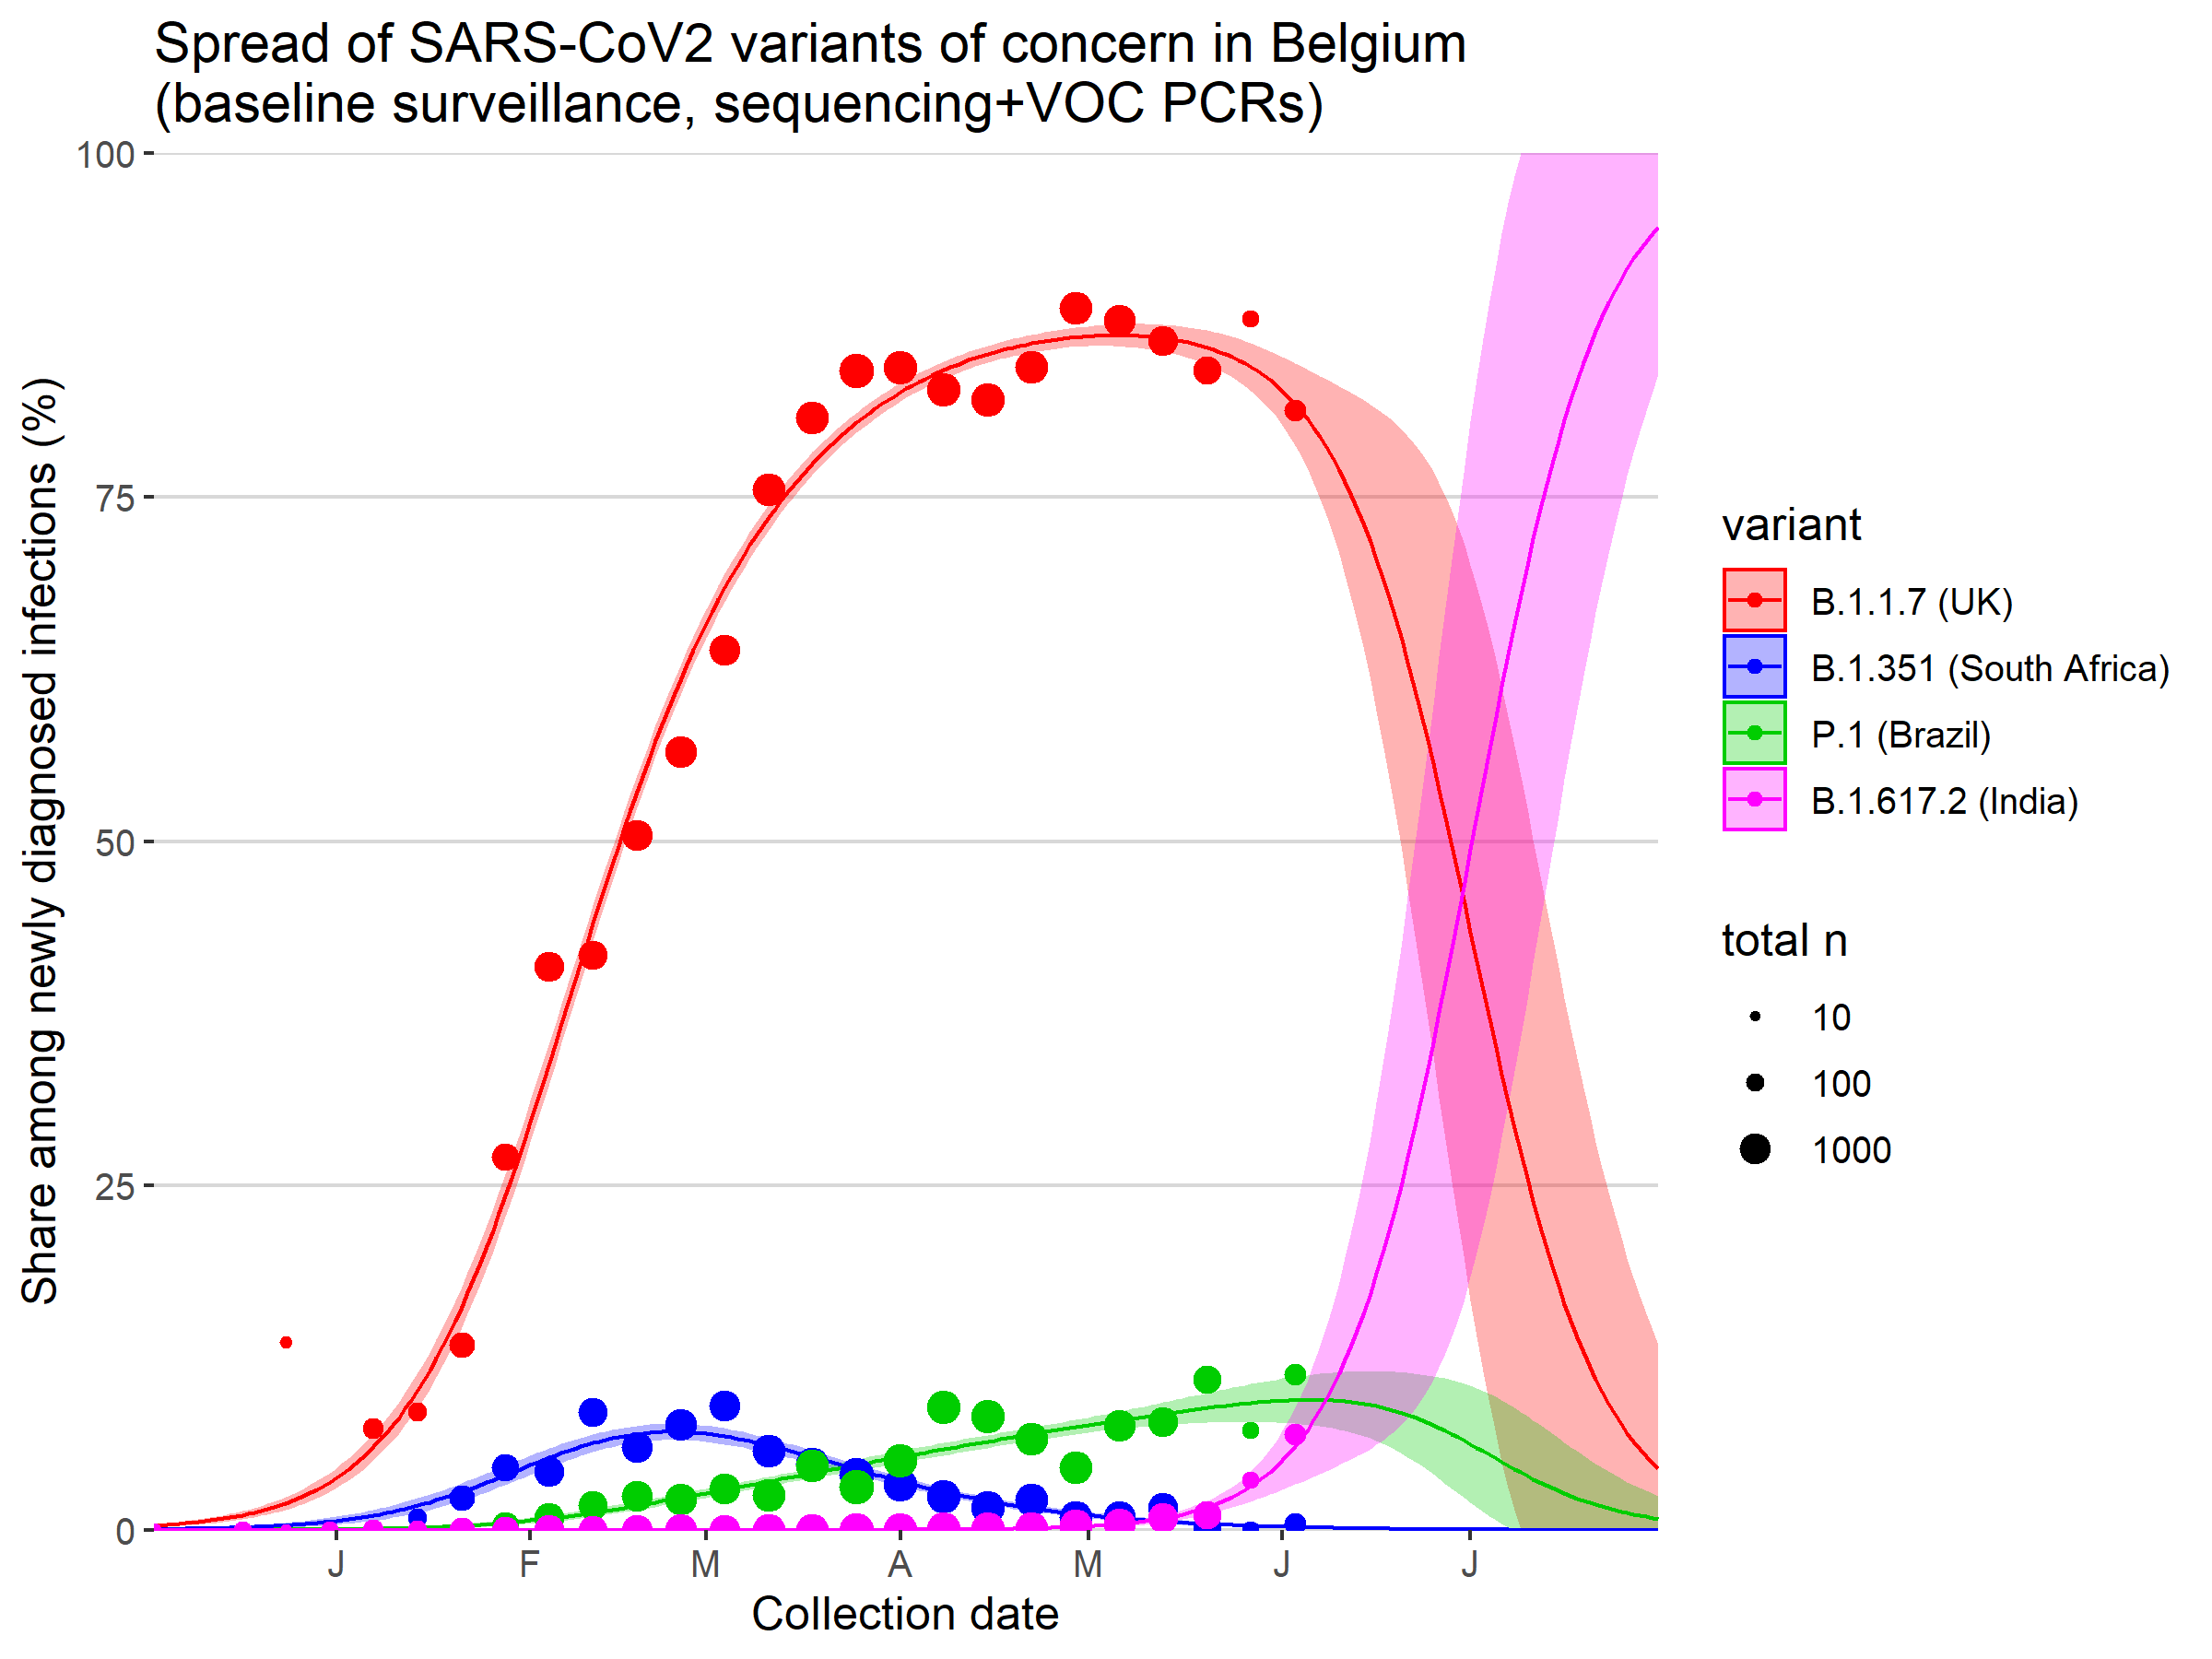 Spread of SARS-CoV2 variants of concern in Belgium
(baseline surveillance, sequencing+VOC PCRs)
Share among newly diagnosed infections (%)
100
75
50
25
0
J F M A M J J
Collection date
variant
B.1.1.7 (UK)
B.1.351 (South Africa)
P.1 (Brazil)
B.1.617.2 (India)
total n
10
100
1000